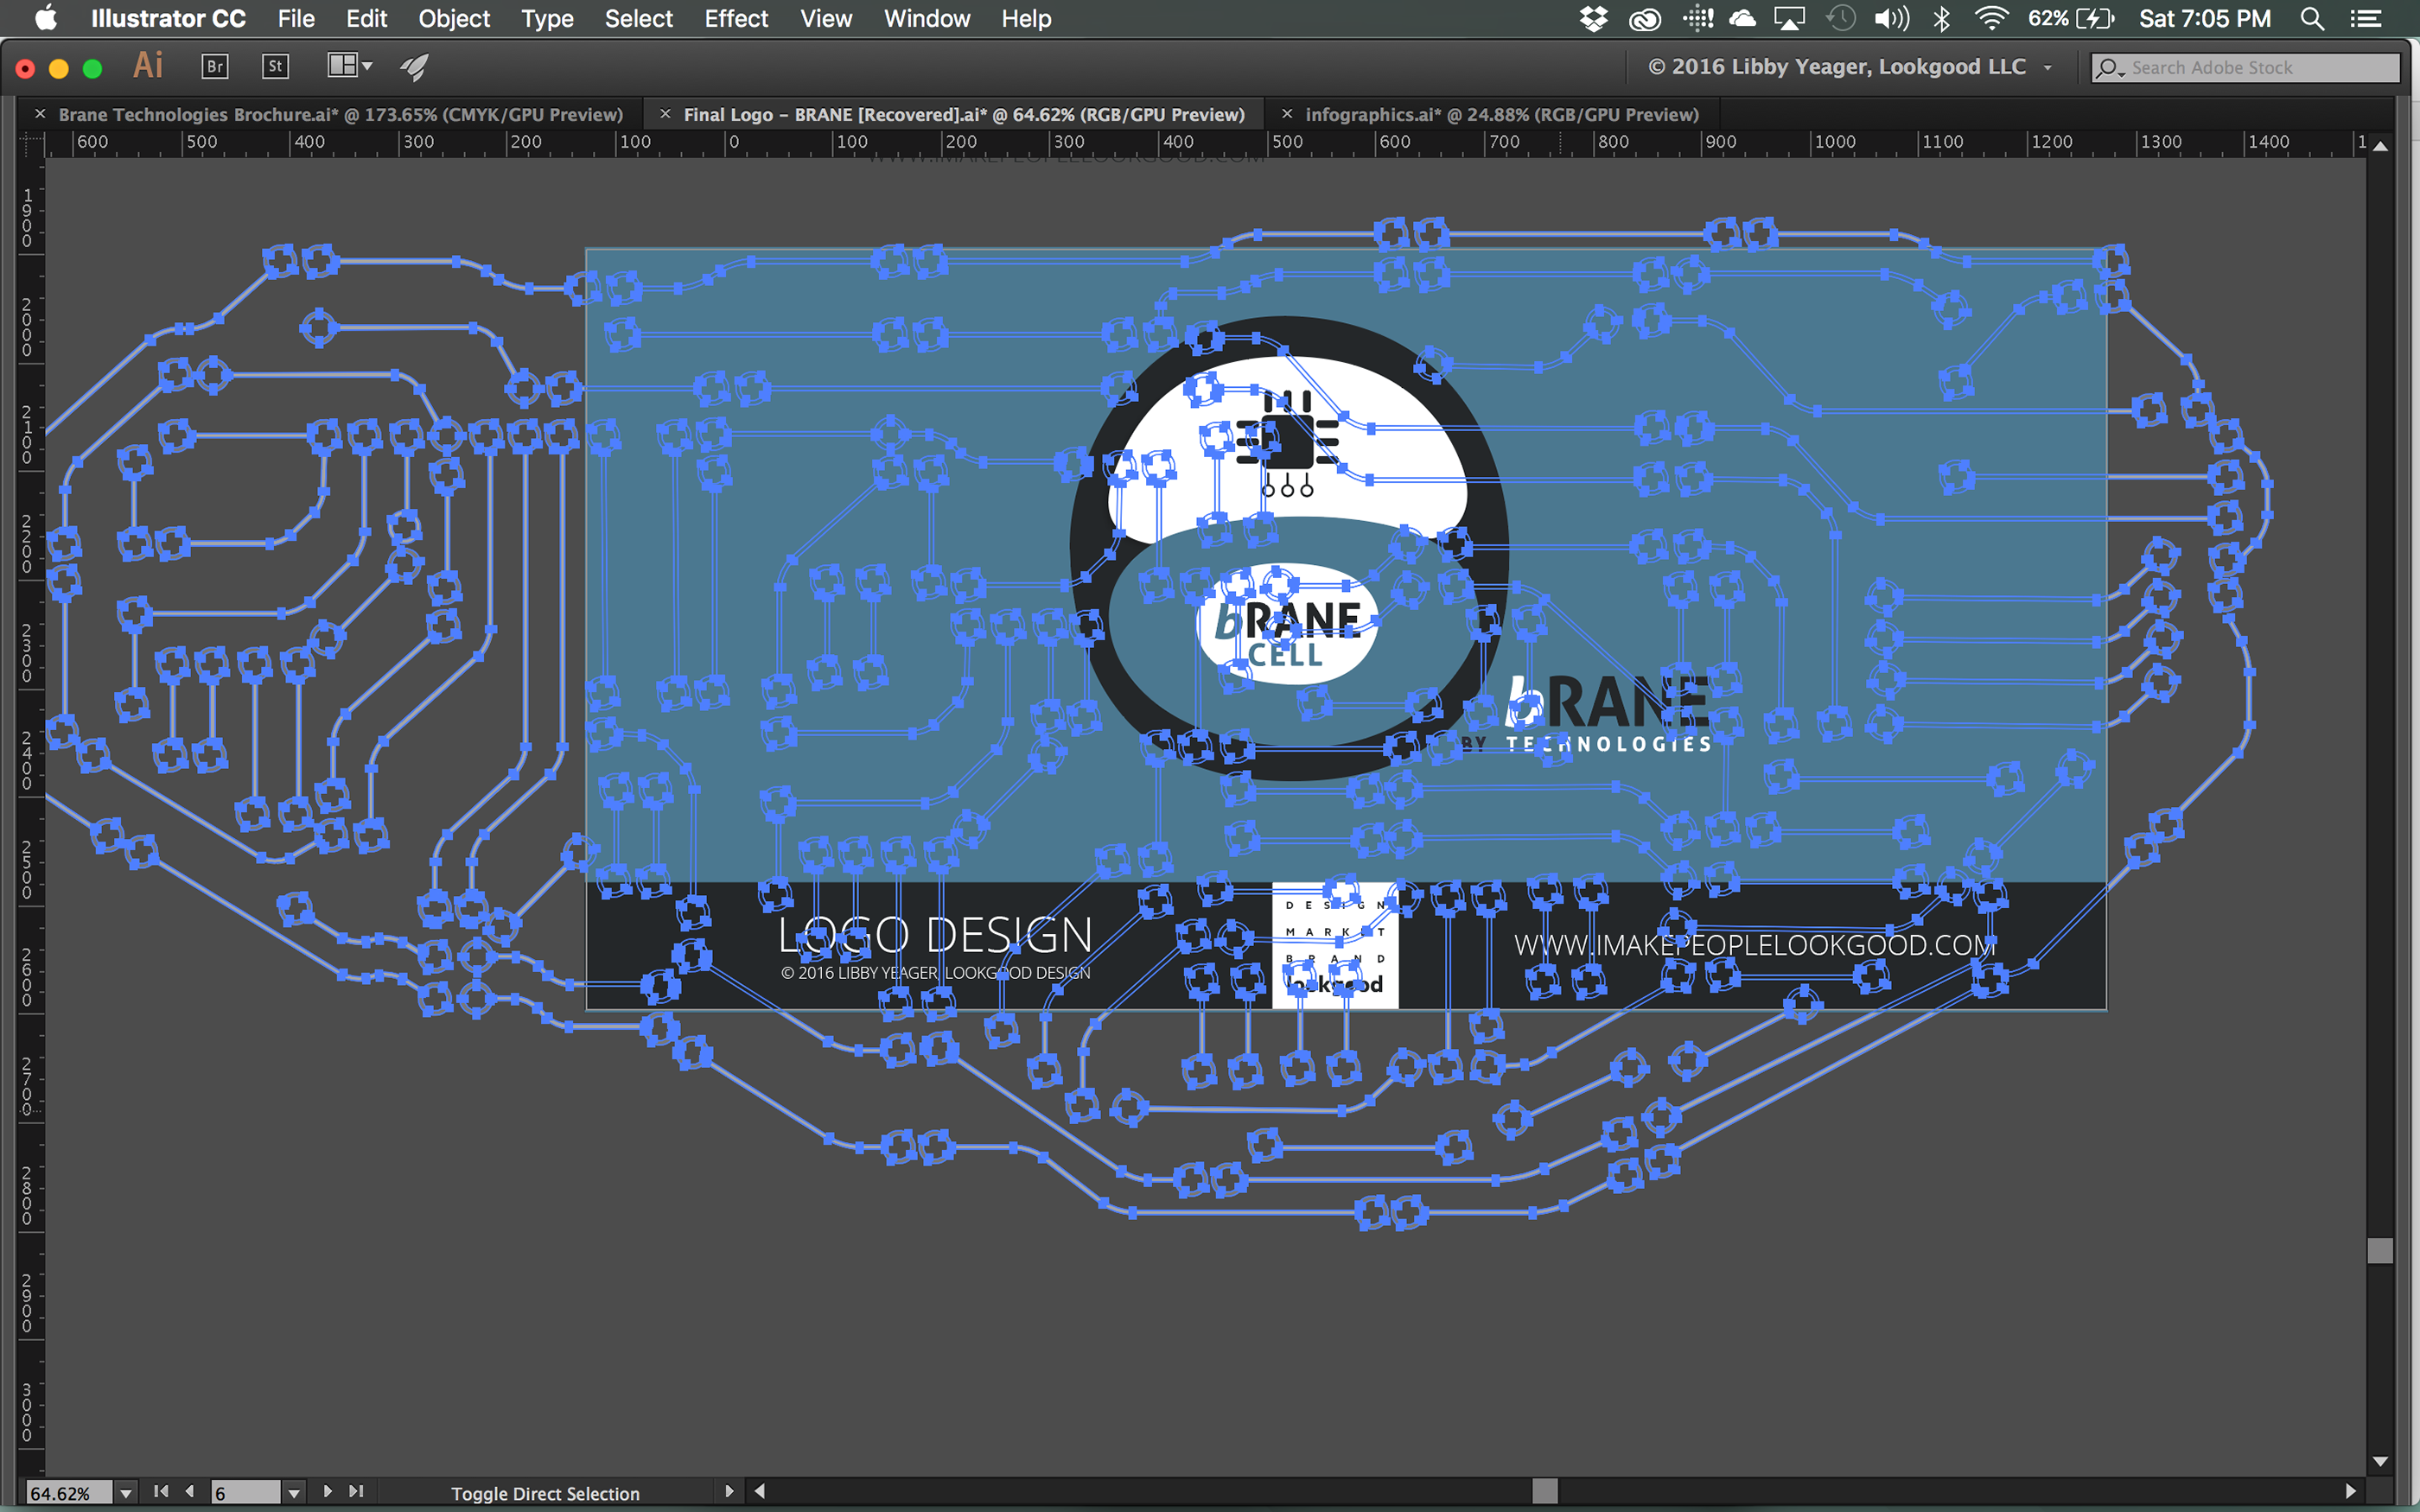 Illustrator CC File Edit Object Type Select Effect View Window Help 62% Sat 7:05 PM
Ai Br St © 2016 Libby Yeager, Lookgood LLC Search Adobe Stock
× Brane Technologies Brochure.ai* @ 173.65% (CMYK/GPU Preview) × Final Logo – BRANE [Recovered].ai* @ 64.62% (RGB/GPU Preview) × infographics.ai* @ 24.88% (RGB/GPU Preview)
600 500 400 300 200 100 0 100 200 300 400 500 600 700 800 900 1000 1100 1200 1300 1400 1
WWW.IMAKEPEOPLELOOKGOOD.COM
1900
2000
2100
2200
2300
2400
2500
2600
2700
2800
2900
3000
bRANE
CELL
bRANE
BY TECHNOLOGIES
LOGO DESIGN
© 2016 LIBBY YEAGER, LOOKGOOD DESIGN
DESIGN
MARKET
BRAND
lookgood
WWW.IMAKEPEOPLELOOKGOOD.COM
64.62% 6 Toggle Direct Selection